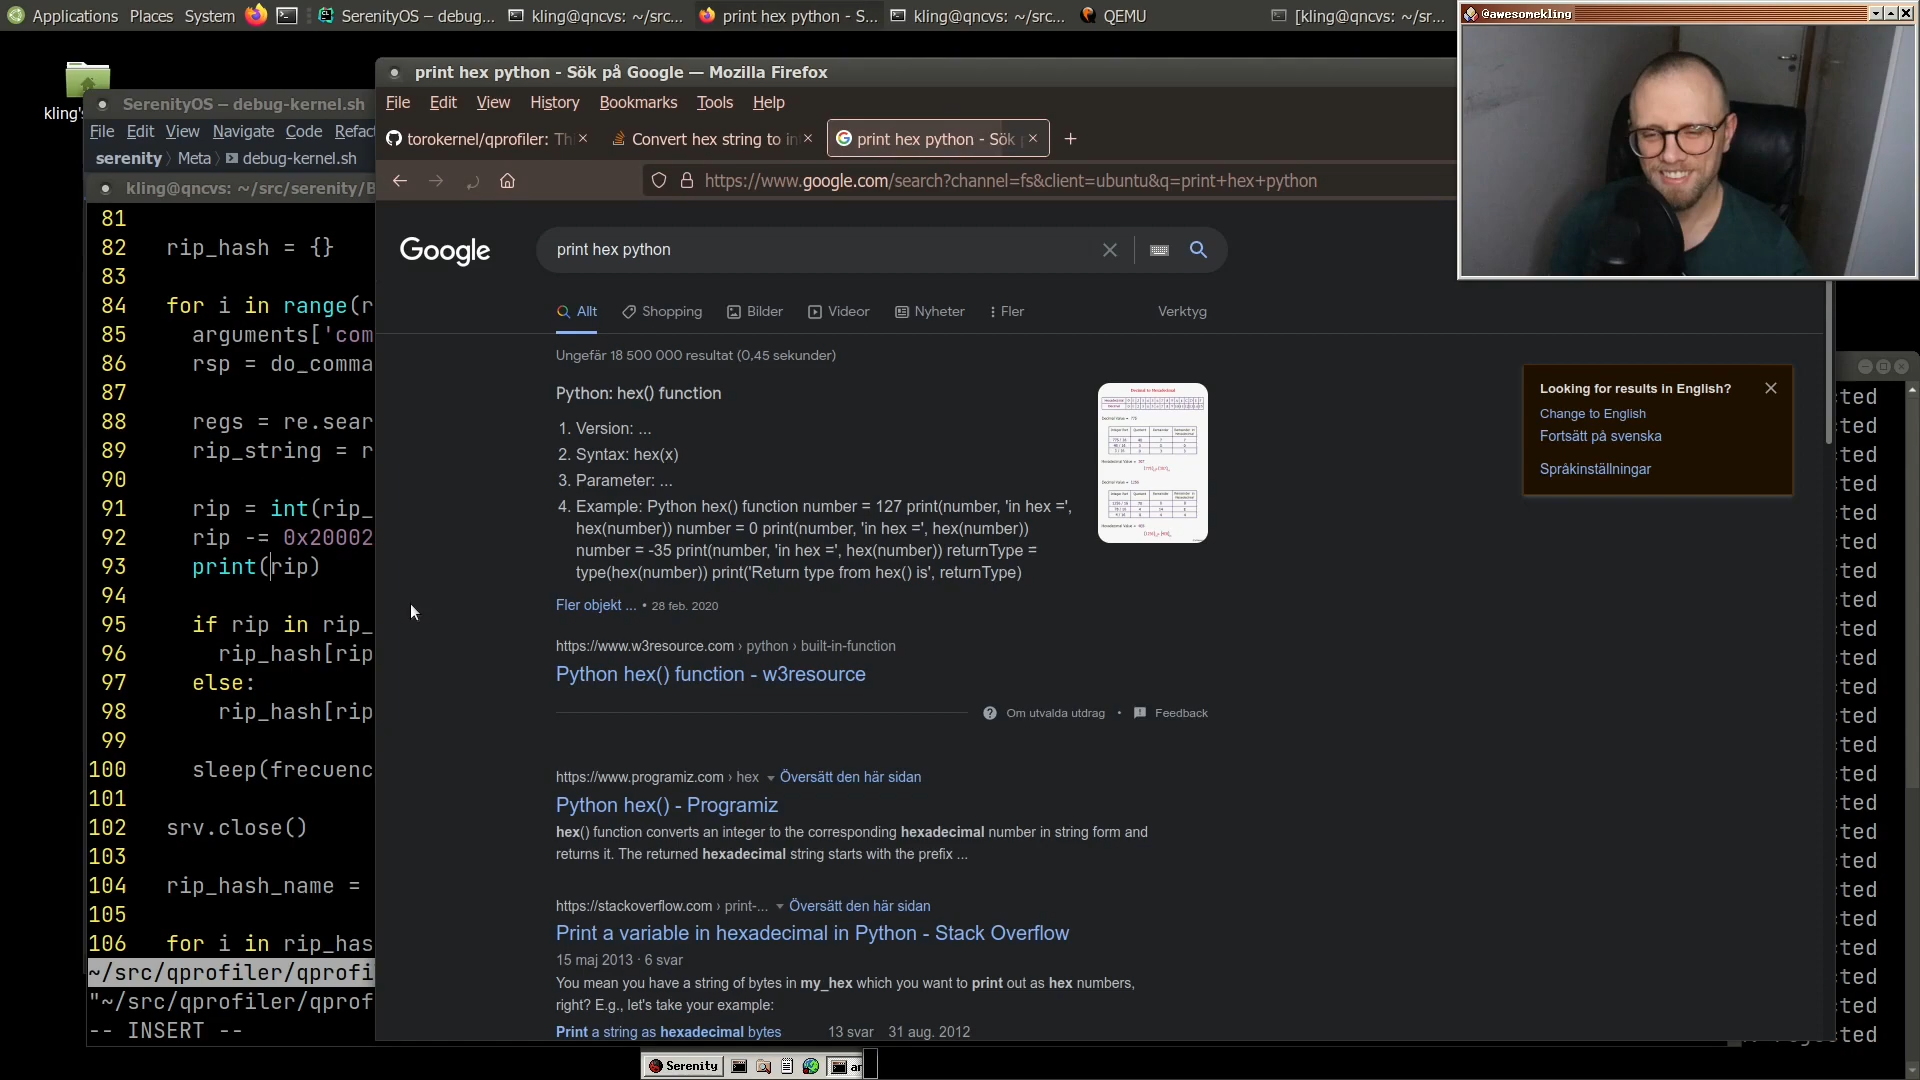 Applications Places System SerenityOS – debug... kling@qncvs: ~/src... print hex python - S... kling@qncvs: ~/src... QEMU [kling@qncvs: ~/sr...
@awesomekling
kling's
SerenityOS – debug-kernel.sh
File Edit View Navigate Code Refact
serenity › Meta › debug-kernel.sh
kling@qncvs: ~/src/serenity/B
81
82 rip_hash = {}
83
84 for i in range(r
85 arguments['com
86 rsp = do_comma
87
88 regs = re.sear
89 rip_string = r
90
91 rip = int(rip_
92 rip -= 0x20002
93 print(rip)
94
95 if rip in rip_
96 rip_hash[rip
97 else:
98 rip_hash[rip
99
100 sleep(frecuenc
101
102 srv.close()
103
104 rip_hash_name =
105
106 for i in rip_has
~/src/qprofiler/qprofi
"~/src/qprofiler/qprof
-- INSERT --
print hex python - Sök på Google — Mozilla Firefox
File Edit View History Bookmarks Tools Help
torokernel/qprofiler: Th
Convert hex string to in
print hex python - Sök
https://www.google.com/search?channel=fs&client=ubuntu&q=print+hex+python
Google
print hex python
Allt Shopping Bilder Videor Nyheter Fler Verktyg
Ungefär 18 500 000 resultat (0,45 sekunder)
Python: hex() function
1. Version: ...
2. Syntax: hex(x)
3. Parameter: ...
4. Example: Python hex() function number = 127 print(number, 'in hex =',
hex(number)) number = 0 print(number, 'in hex =', hex(number))
number = -35 print(number, 'in hex =', hex(number)) returnType =
type(hex(number)) print('Return type from hex() is', returnType)
Fler objekt ... • 28 feb. 2020
https://www.w3resource.com › python › built-in-function
Python hex() function - w3resource
Om utvalda utdrag • Feedback
https://www.programiz.com › hex Översätt den här sidan
Python hex() - Programiz
hex() function converts an integer to the corresponding hexadecimal number in string form and
returns it. The returned hexadecimal string starts with the prefix ...
https://stackoverflow.com › print-... Översätt den här sidan
Print a variable in hexadecimal in Python - Stack Overflow
15 maj 2013 · 6 svar
You mean you have a string of bytes in my_hex which you want to print out as hex numbers,
right? E.g., let's take your example:
Print a string as hexadecimal bytes 13 svar 31 aug. 2012
Looking for results in English?
Change to English
Fortsätt på svenska
Språkinställningar
Serenity